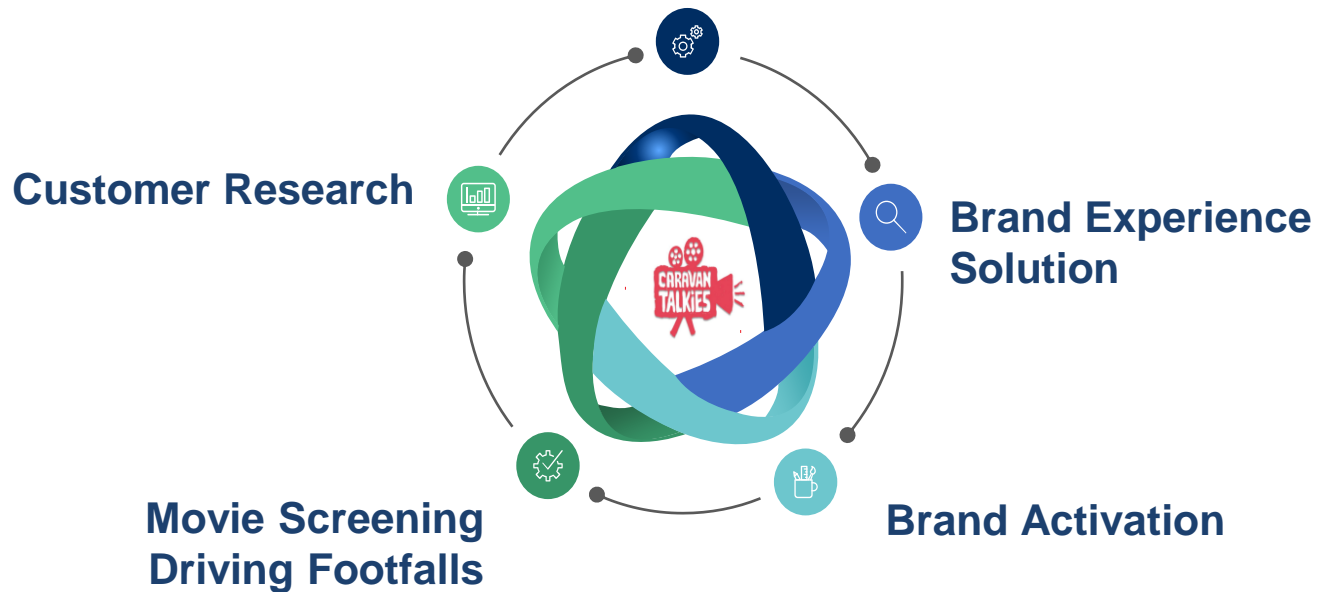 Customer Research
Brand Experience
Solution
CARAVAN
TALKIES
Movie Screening
Driving Footfalls
Brand Activation